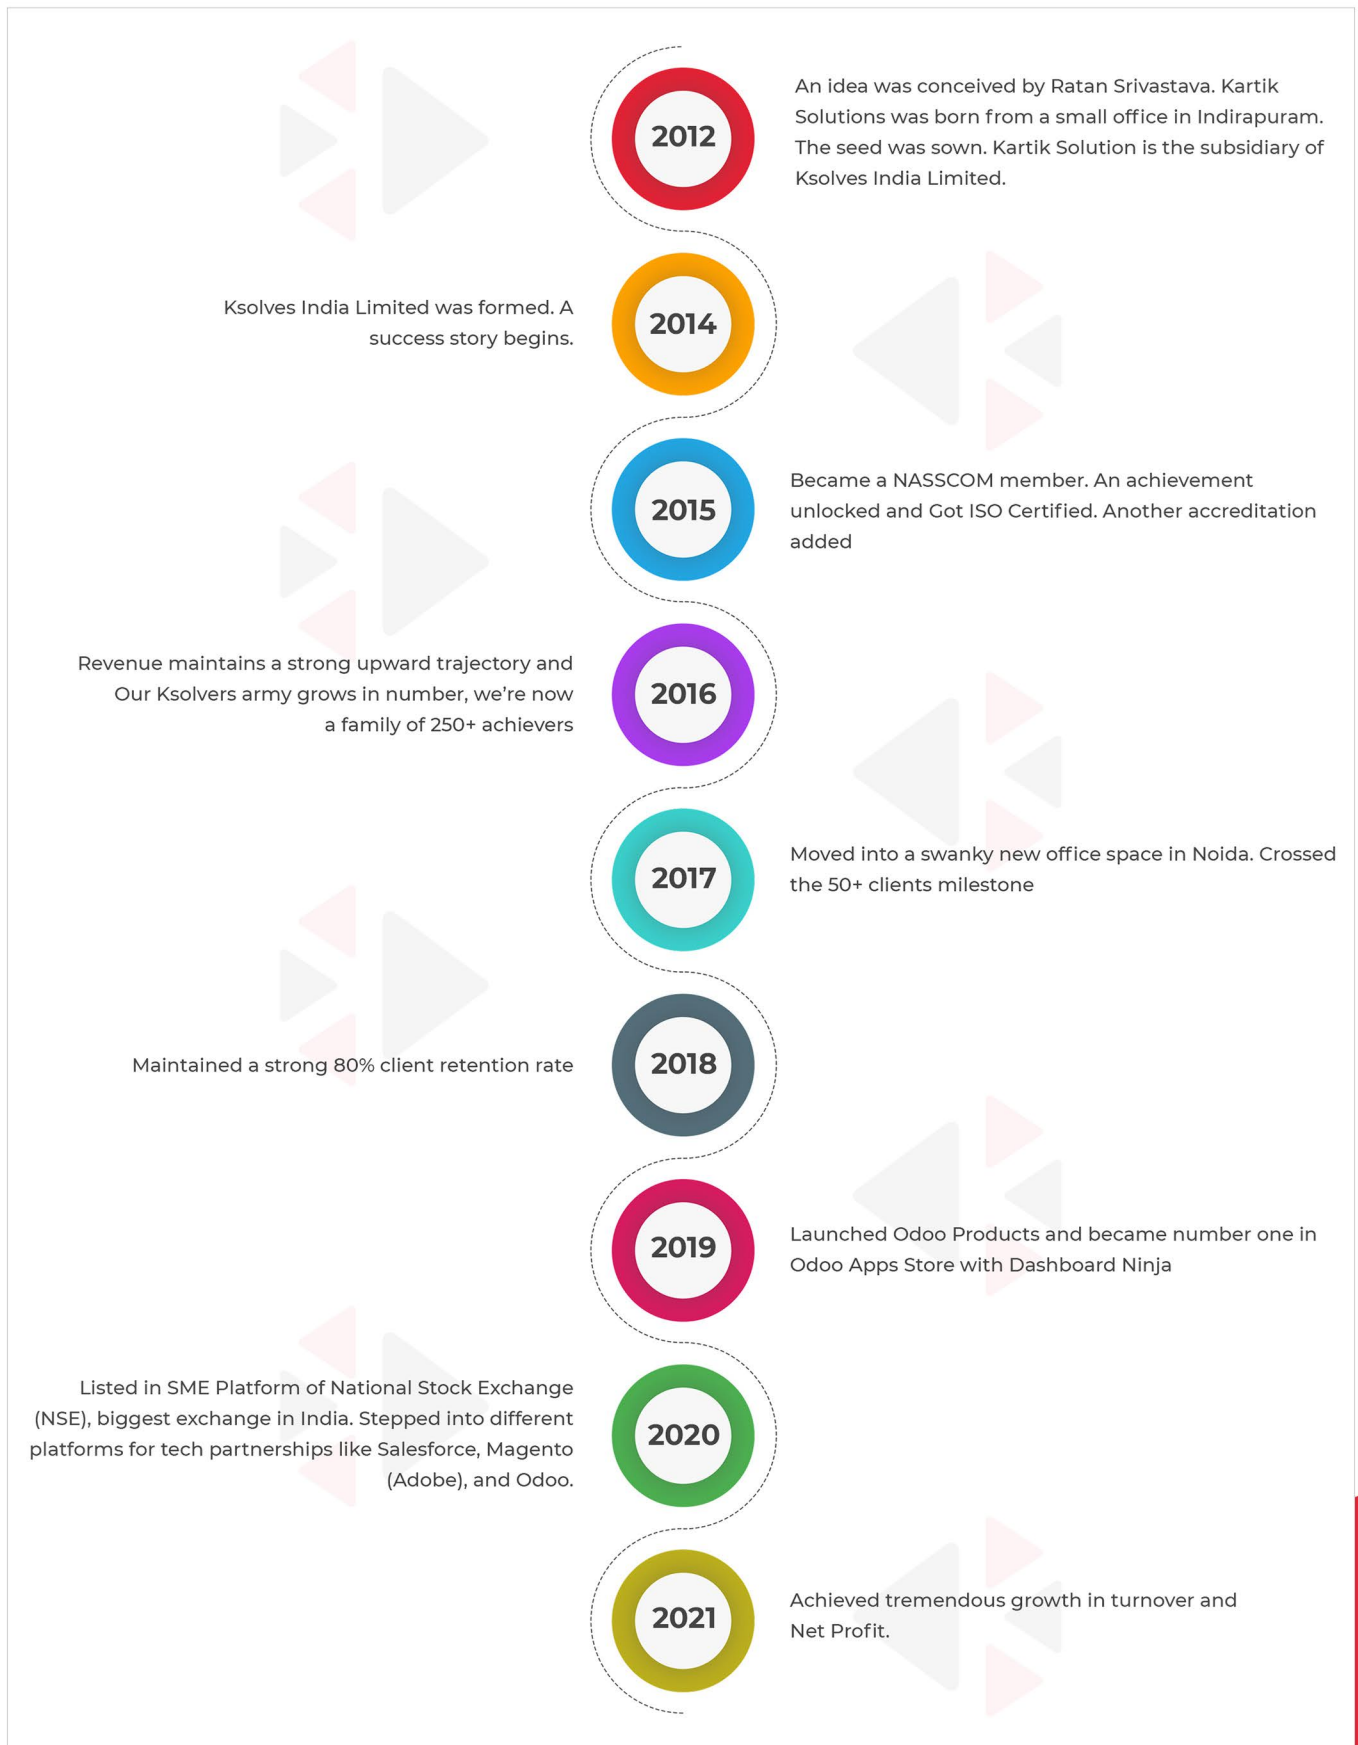 2012
An idea was conceived by Ratan Srivastava. Kartik
Solutions was born from a small office in Indirapuram.
The seed was sown. Kartik Solution is the subsidiary of
Ksolves India Limited.
Ksolves India Limited was formed. A
success story begins.
2014
2015
Became a NASSCOM member. An achievement
unlocked and Got ISO Certified. Another accreditation
added
Revenue maintains a strong upward trajectory and
Our Ksolvers army grows in number, we’re now
a family of 250+ achievers
2016
2017
Moved into a swanky new office space in Noida. Crossed
the 50+ clients milestone
Maintained a strong 80% client retention rate
2018
2019
Launched Odoo Products and became number one in
Odoo Apps Store with Dashboard Ninja
Listed in SME Platform of National Stock Exchange
(NSE), biggest exchange in India. Stepped into different
platforms for tech partnerships like Salesforce, Magento
(Adobe), and Odoo.
2020
2021
Achieved tremendous growth in turnover and
Net Profit.